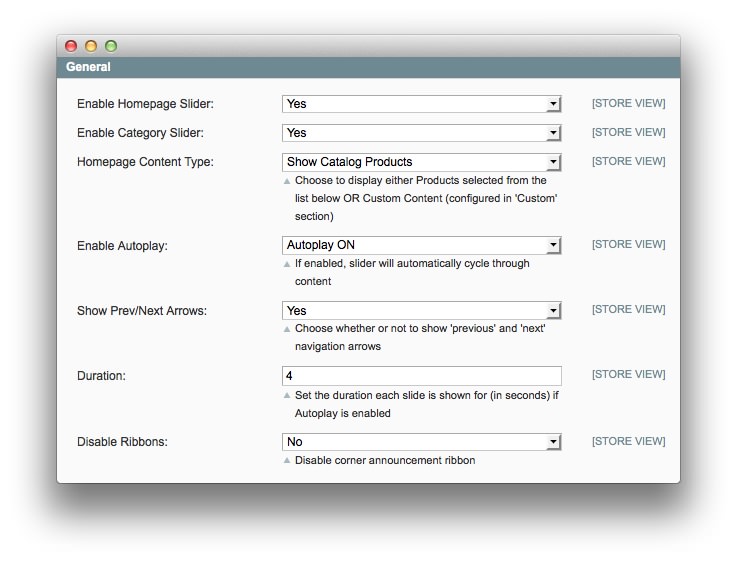 General
Enable Homepage Slider: Yes [STORE VIEW]
Enable Category Slider: Yes [STORE VIEW]
Homepage Content Type: Show Catalog Products [STORE VIEW]
Choose to display either Products selected from the
list below OR Custom Content (configured in 'Custom'
section)
Enable Autoplay: Autoplay ON [STORE VIEW]
If enabled, slider will automatically cycle through
content
Show Prev/Next Arrows: Yes [STORE VIEW]
Choose whether or not to show 'previous' and 'next'
navigation arrows
Duration: 4 [STORE VIEW]
Set the duration each slide is shown for (in seconds) if
Autoplay is enabled
Disable Ribbons: No [STORE VIEW]
Disable corner announcement ribbon